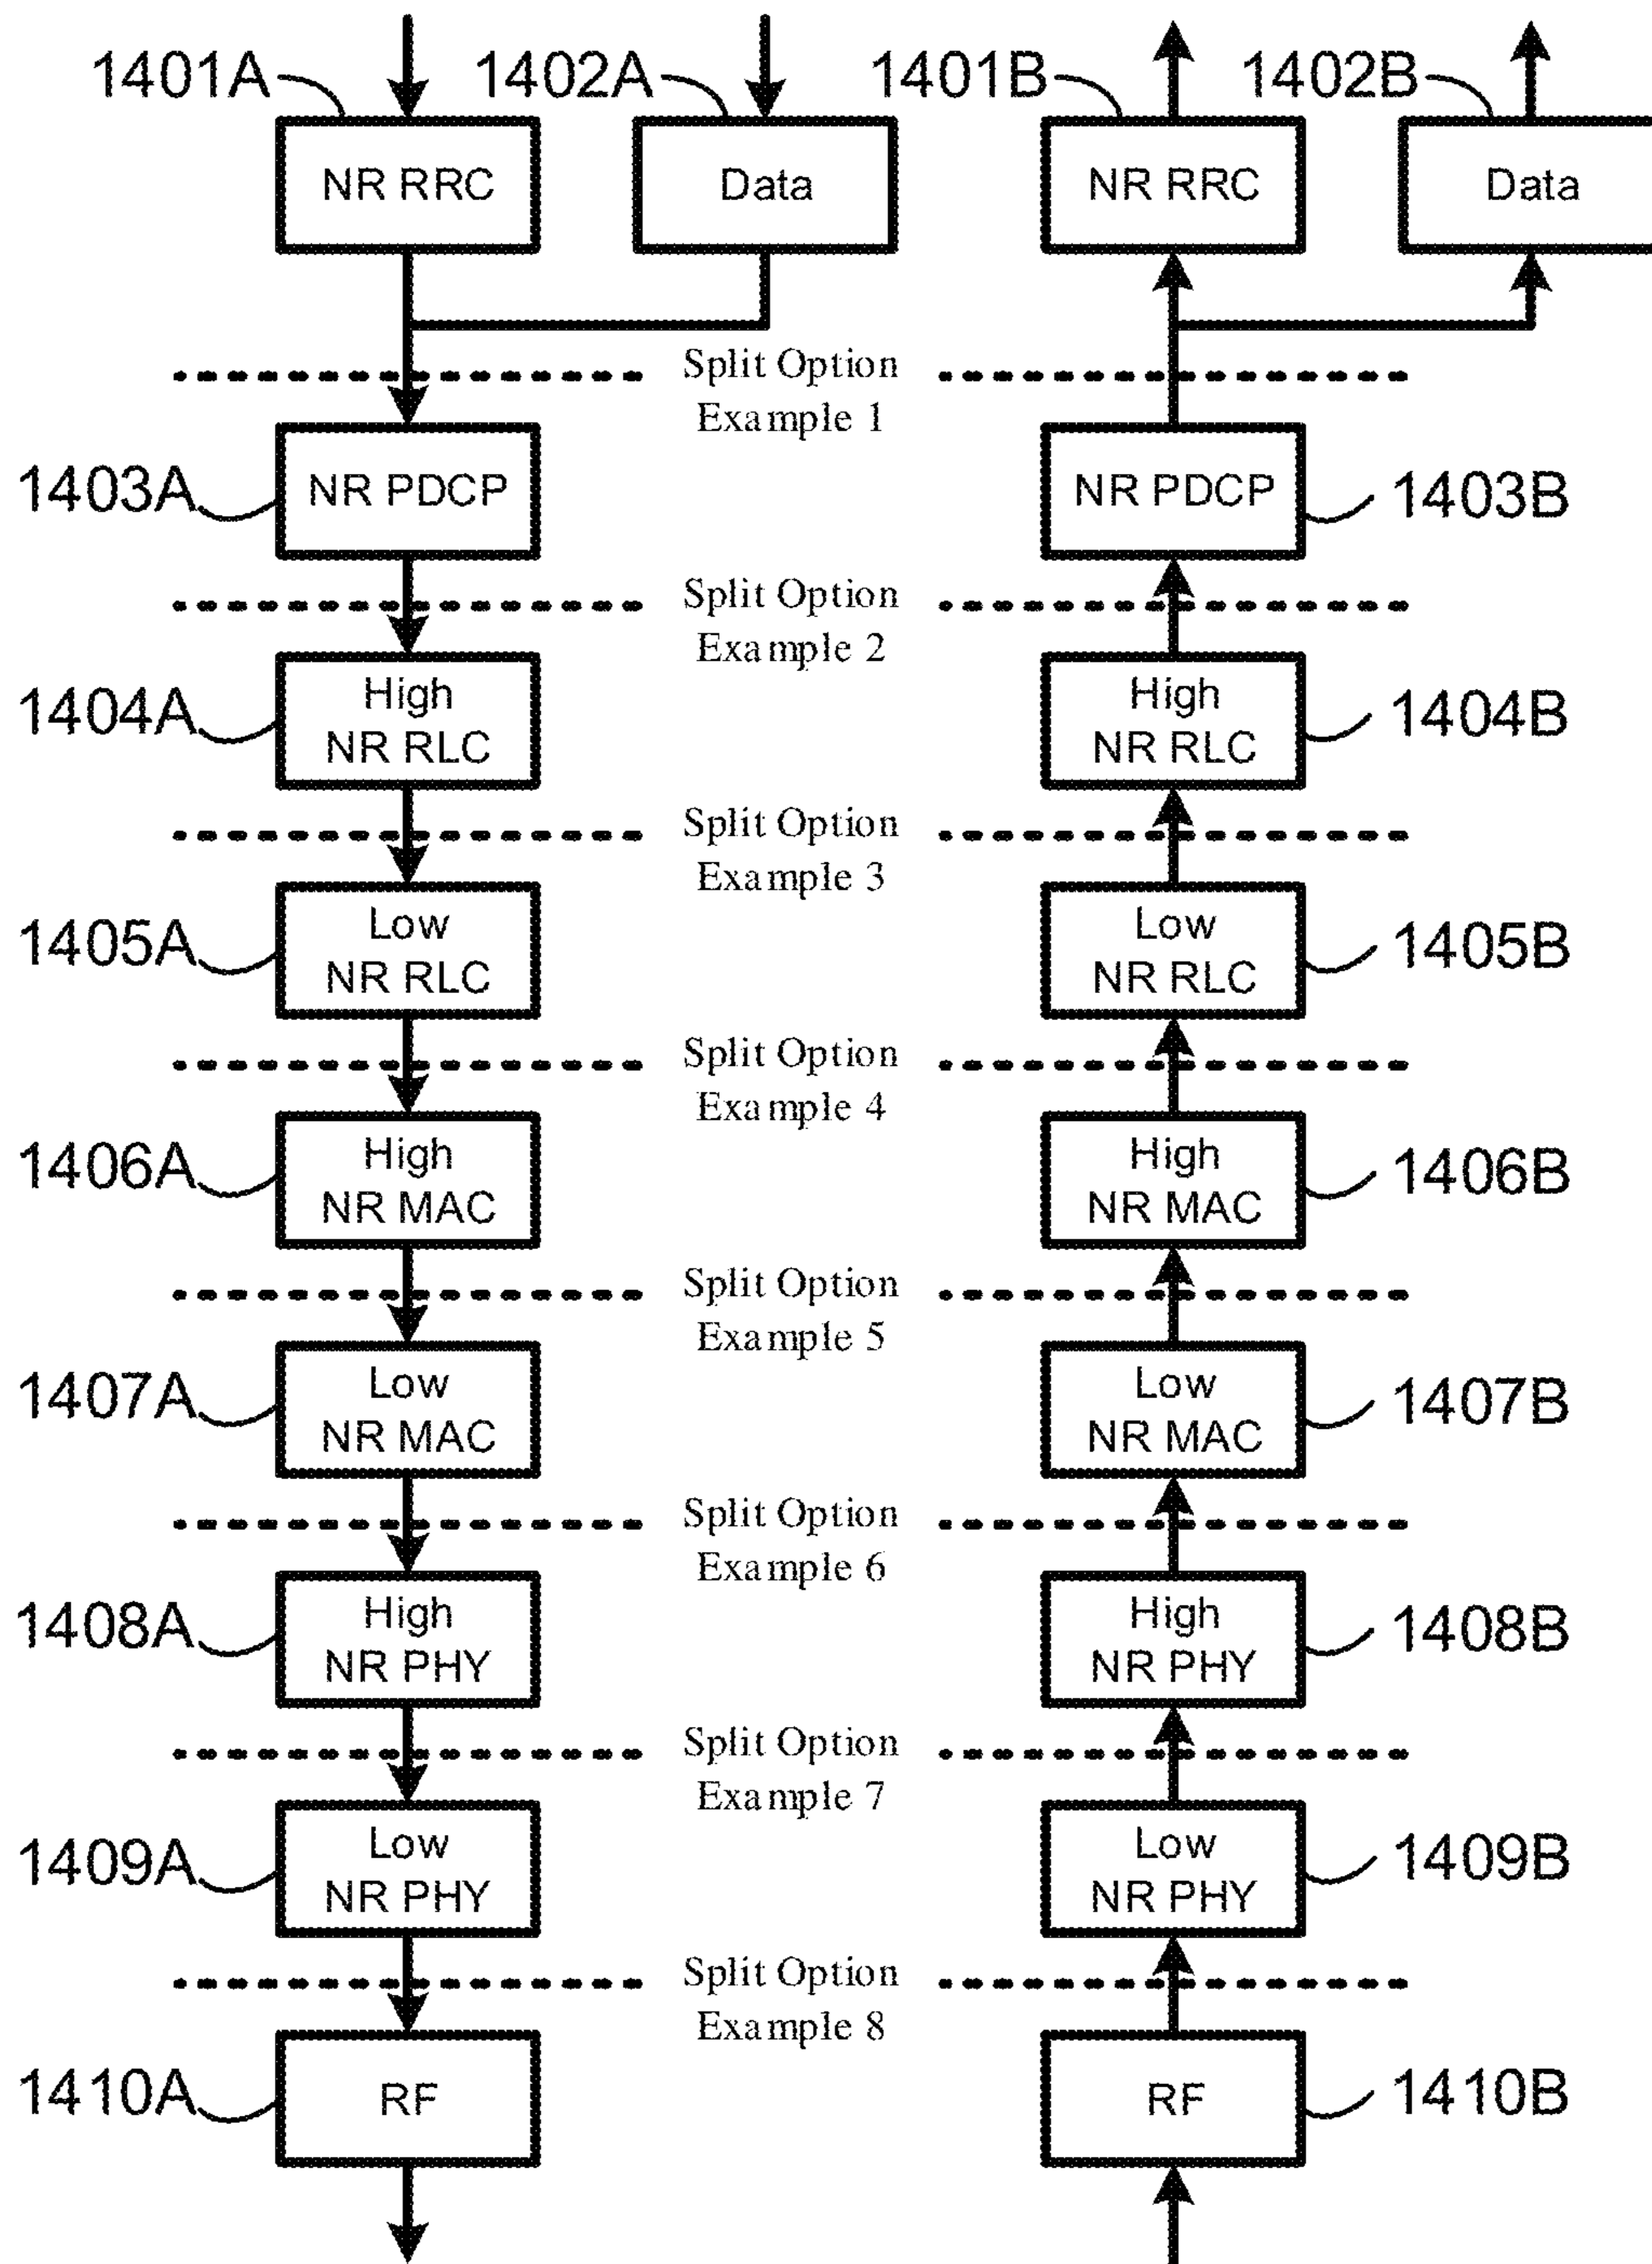 1401A 1402A 1401B 1402B
NR RRC Data NR RRC Data
Split Option
Example 1
1403A NR PDCP NR PDCP 1403B
Split Option
Example 2
1404A High NR RLC High NR RLC 1404B
Split Option
Example 3
1405A Low NR RLC Low NR RLC 1405B
Split Option
Example 4
1406A High NR MAC High NR MAC 1406B
Split Option
Example 5
1407A Low NR MAC Low NR MAC 1407B
Split Option
Example 6
1408A High NR PHY High NR PHY 1408B
Split Option
Example 7
1409A Low NR PHY Low NR PHY 1409B
Split Option
Example 8
1410A RF RF 1410B